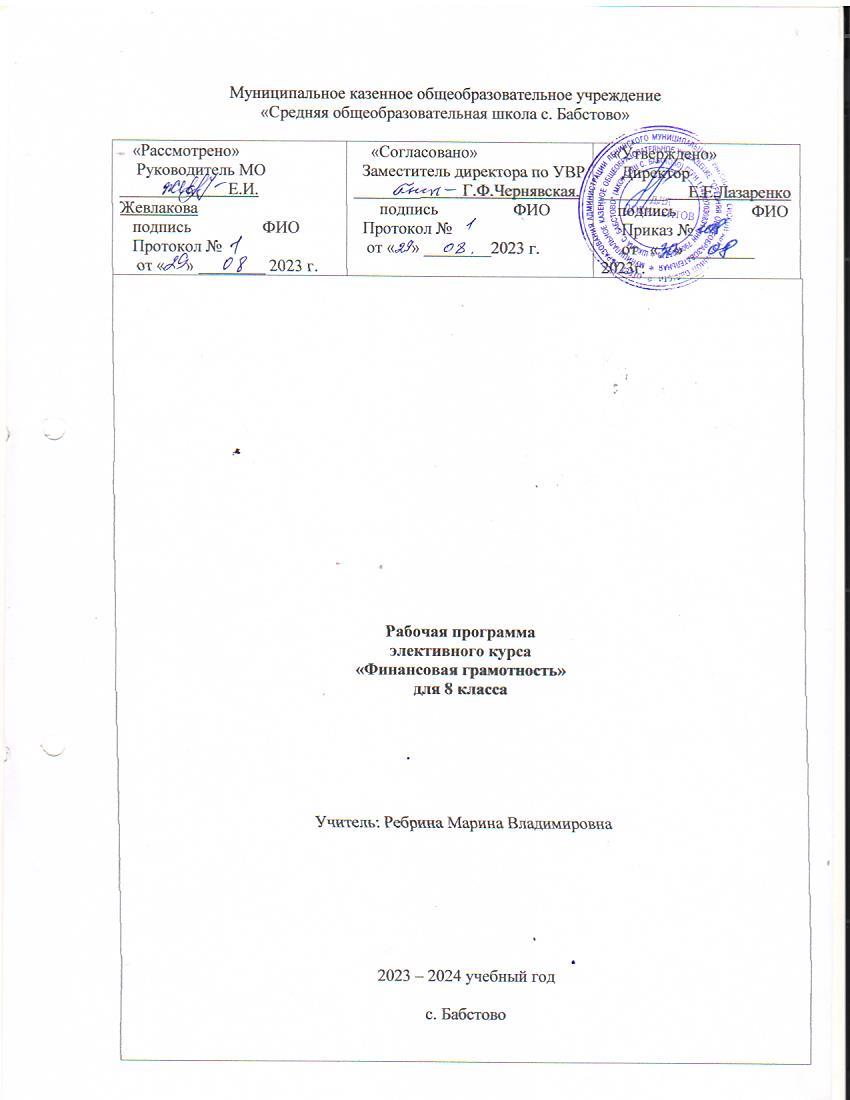 Муниципальное казенное общеобразовательное учреждение
«Средняя общеобразовательная школа с. Бабстово»
«Рассмотрено»
Руководитель МО
Е.И.
Жевлакова
подпись ФИО
Протокол № 1
от «29» 08 2023 г.
«Согласовано»
Заместитель директора по УВР
Г.Ф.Чернявская.
подпись ФИО
Протокол № 1
от «29» 08. 2023 г.
«Утверждено»
Директор
Е.Е.Лазаренко
подпись ФИО
Приказ №
от «30» 08
2023г.
Рабочая программа
элективного курса
«Финансовая грамотность»
для 8 класса
Учитель: Ребрина Марина Владимировна
2023 – 2024 учебный год
с. Бабстово